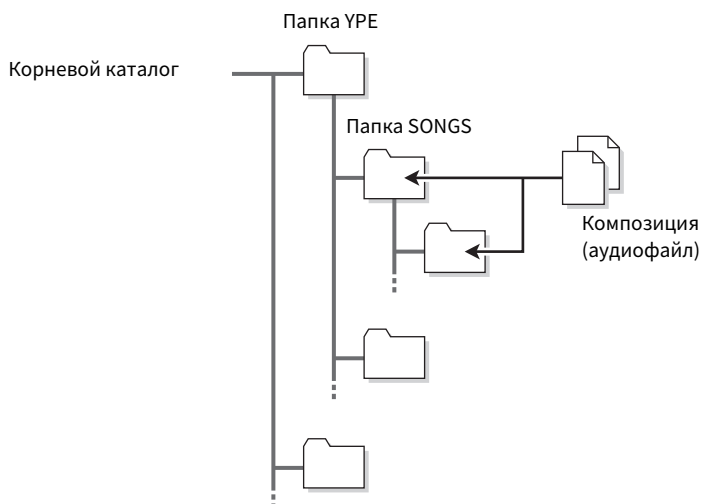 Папка YPE
Корневой каталог
Папка SONGS
Композиция
(аудиофайл)